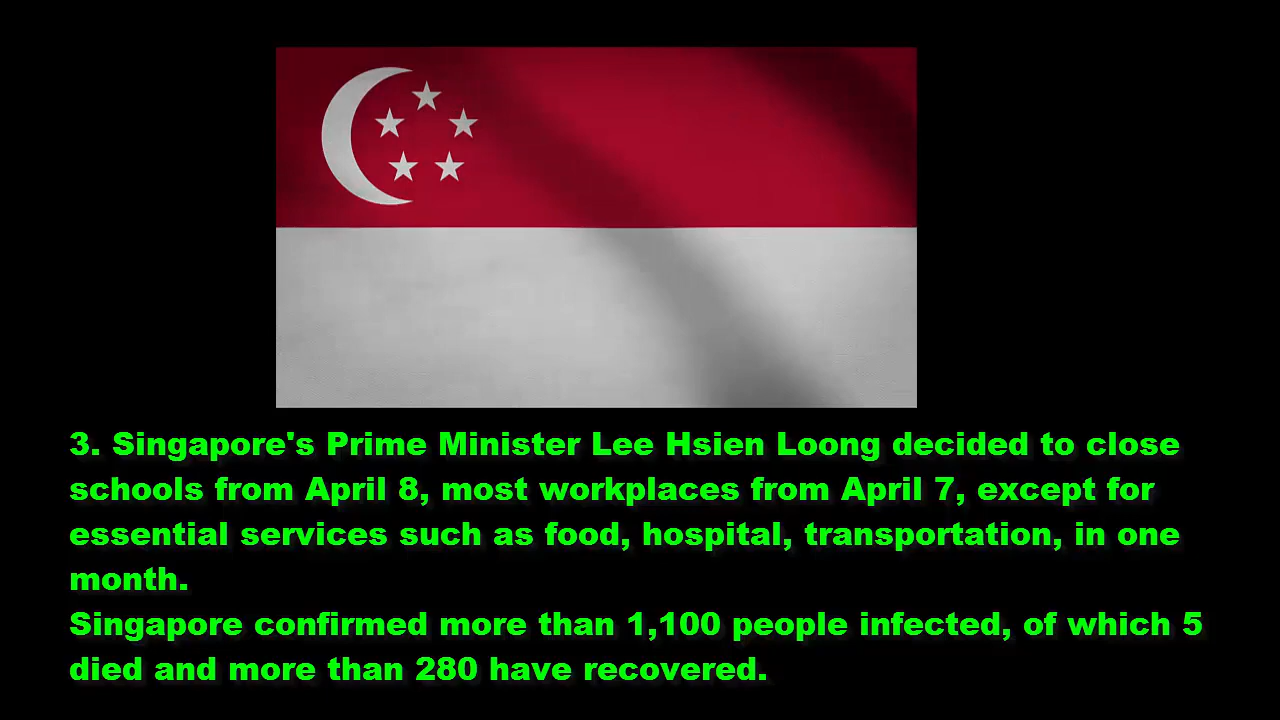 3. Singapore's Prime Minister Lee Hsien Loong decided to close
schools from April 8, most workplaces from April 7, except for
essential services such as food, hospital, transportation, in one
month.
Singapore confirmed more than 1,100 people infected, of which 5
died and more than 280 have recovered.